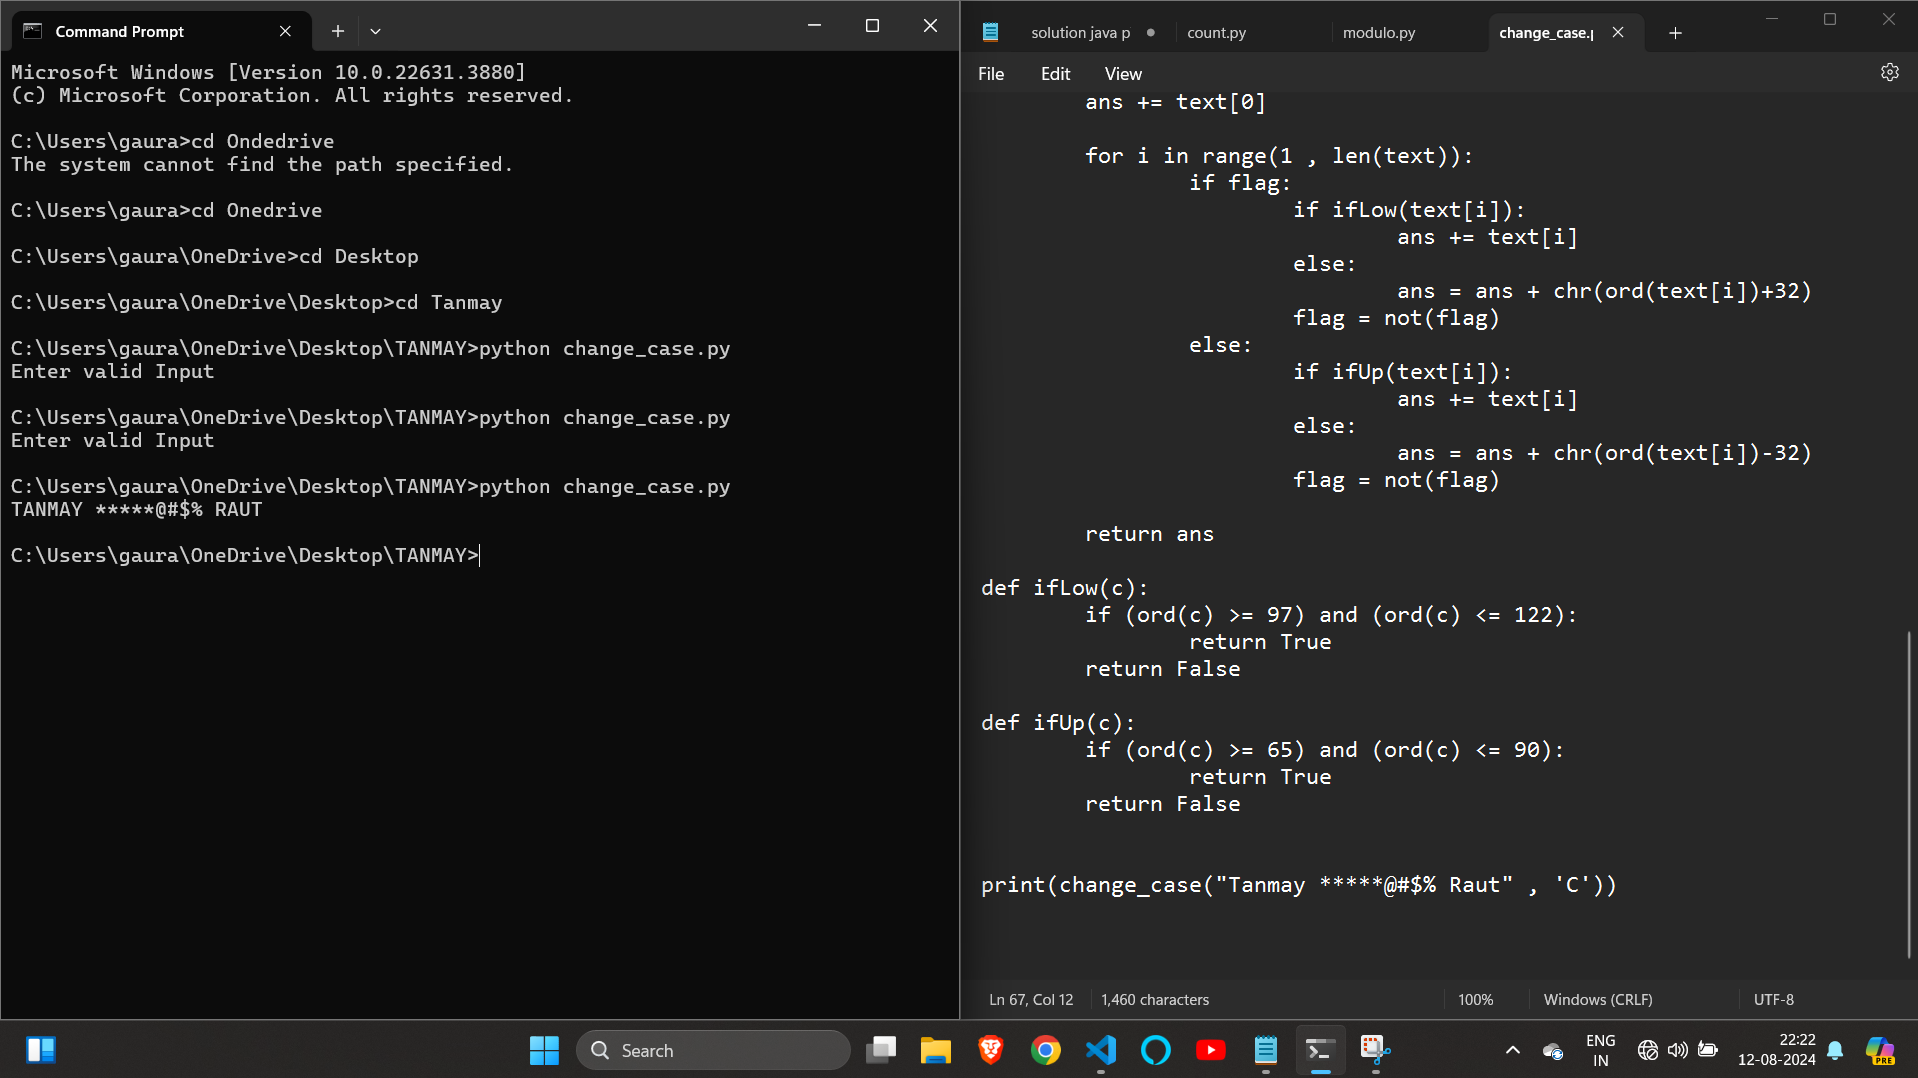 Command Prompt
Microsoft Windows [Version 10.0.22631.3880]
(c) Microsoft Corporation. All rights reserved.
C:\Users\gaura>cd Ondedrive
The system cannot find the path specified.
C:\Users\gaura>cd Onedrive
C:\Users\gaura\OneDrive>cd Desktop
C:\Users\gaura\OneDrive\Desktop>cd Tanmay
C:\Users\gaura\OneDrive\Desktop\TANMAY>python change_case.py
Enter valid Input
C:\Users\gaura\OneDrive\Desktop\TANMAY>python change_case.py
Enter valid Input
C:\Users\gaura\OneDrive\Desktop\TANMAY>python change_case.py
TANMAY *****@#$% RAUT
C:\Users\gaura\OneDrive\Desktop\TANMAY>
solution java p count.py modulo.py change_case.p
File Edit View
ans += text[0]
for i in range(1 , len(text)):
if flag:
if ifLow(text[i]):
ans += text[i]
else:
ans = ans + chr(ord(text[i])+32)
flag = not(flag)
else:
if ifUp(text[i]):
ans += text[i]
else:
ans = ans + chr(ord(text[i])-32)
flag = not(flag)
return ans
def ifLow(c):
if (ord(c) >= 97) and (ord(c) <= 122):
return True
return False
def ifUp(c):
if (ord(c) >= 65) and (ord(c) <= 90):
return True
return False
print(change_case("Tanmay *****@#$% Raut" , 'C'))
Ln 67, Col 12 1,460 characters 100% Windows (CRLF) UTF-8
Search
ENG
IN
22:22
12-08-2024
PRE